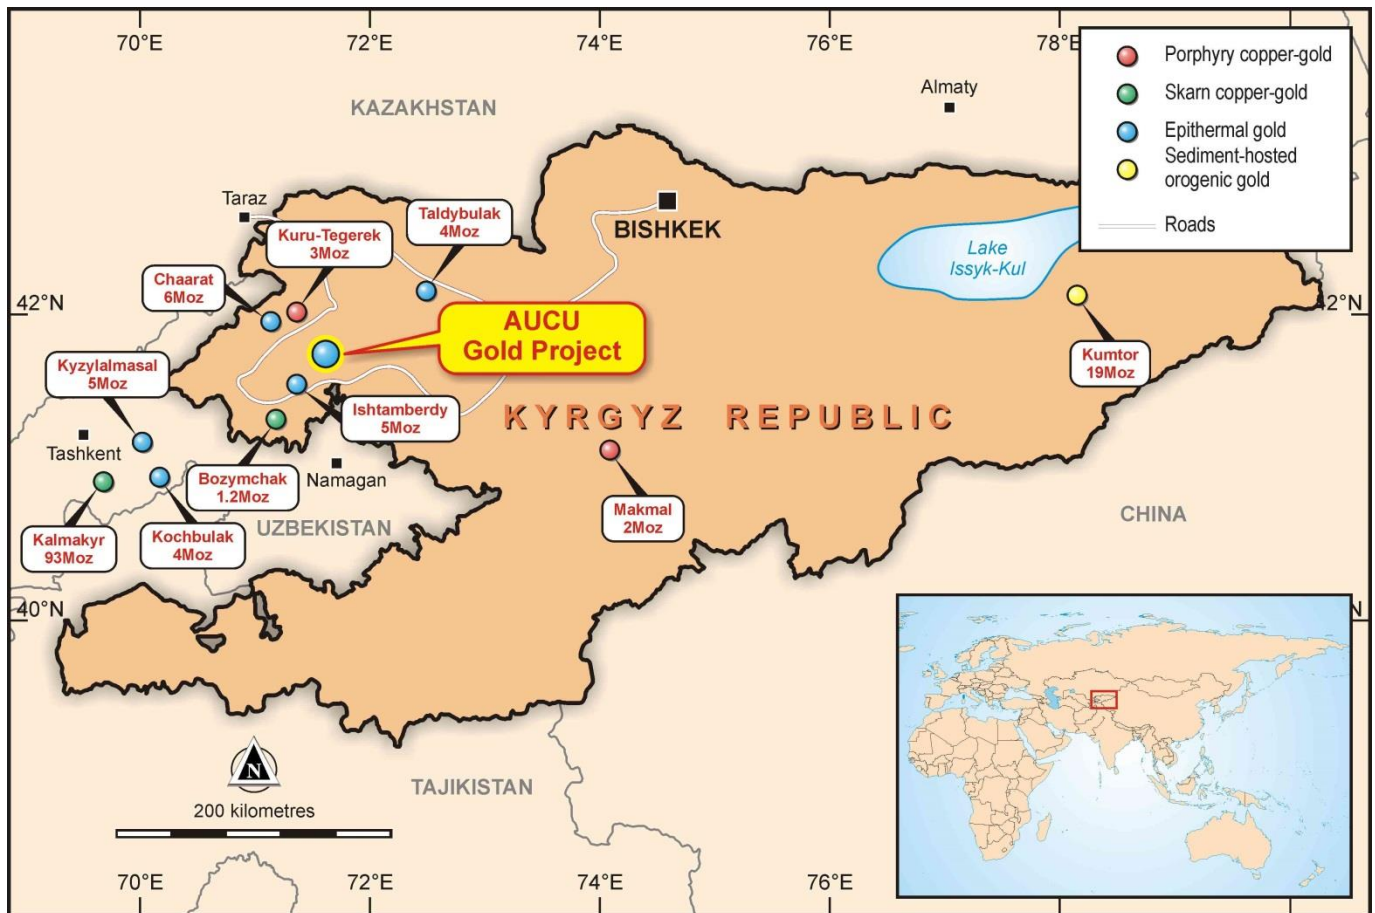 70°E
72°E
74°E
76°E
78°
Porphyry copper-gold
Skarn copper-gold
Epithermal gold
Sediment-hosted
orogenic gold
Roads
Almaty
KAZAKHSTAN
Taraz
Taldybulak
4Moz
Kuru-Tegerek
3Moz
BISHKEK
Lake
Issyk-Kul
Chaarat
6Moz
42°N
2°N
AUCU
Gold Project
Kumtor
19Moz
Kyzylalmasal
5Moz
Ishtamberdy
5Moz
KYRGYZ REPUBLIC
Tashkent
Bozymchak
1.2Moz
Namagan
Makmal
2Moz
CHINA
UZBEKISTAN
Kalmakyr
93Moz
Kochbulak
4Moz
40°N
N
TAJIKISTAN
200 kilometres
70°E
72°E
74°E
76°E